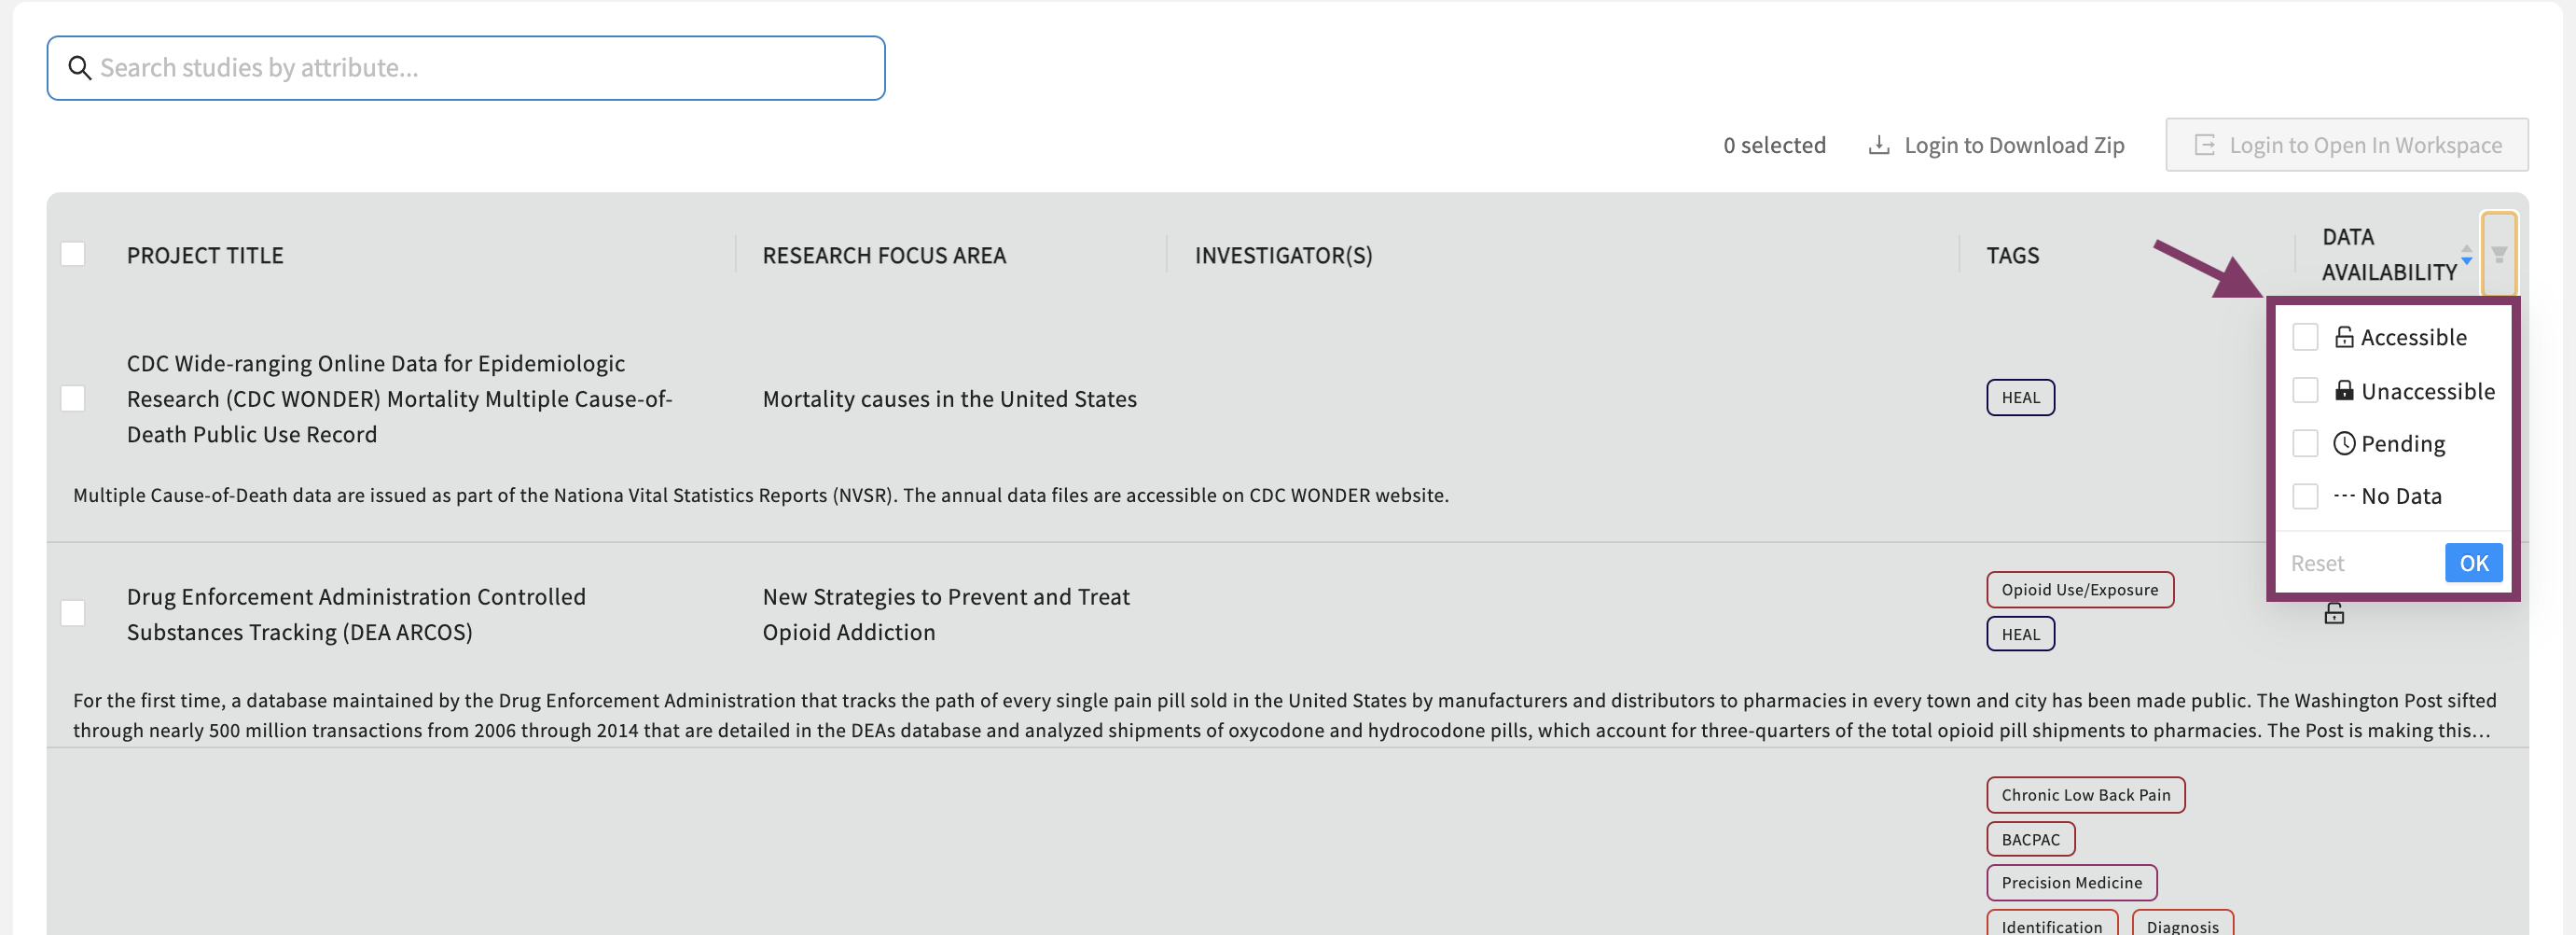 Search studies by attribute...
0 selected
Login to Download Zip
Login to Open In Workspace
PROJECT TITLE
RESEARCH FOCUS AREA
INVESTIGATOR(S)
TAGS
DATA
AVAILABILITY
Accessible
Unaccessible
Pending
--- No Data
Reset
OK
CDC Wide-ranging Online Data for Epidemiologic
Research (CDC WONDER) Mortality Multiple Cause-of-
Death Public Use Record
Mortality causes in the United States
HEAL
Multiple Cause-of-Death data are issued as part of the Nationa Vital Statistics Reports (NVSR). The annual data files are accessible on CDC WONDER website.
Drug Enforcement Administration Controlled
Substances Tracking (DEA ARCOS)
New Strategies to Prevent and Treat
Opioid Addiction
Opioid Use/Exposure
HEAL
For the first time, a database maintained by the Drug Enforcement Administration that tracks the path of every single pain pill sold in the United States by manufacturers and distributors to pharmacies in every town and city has been made public. The Washington Post sifted
through nearly 500 million transactions from 2006 through 2014 that are detailed in the DEAs database and analyzed shipments of oxycodone and hydrocodone pills, which account for three-quarters of the total opioid pill shipments to pharmacies. The Post is making this...
Chronic Low Back Pain
BACPAC
Precision Medicine
Identification
Diagnosis